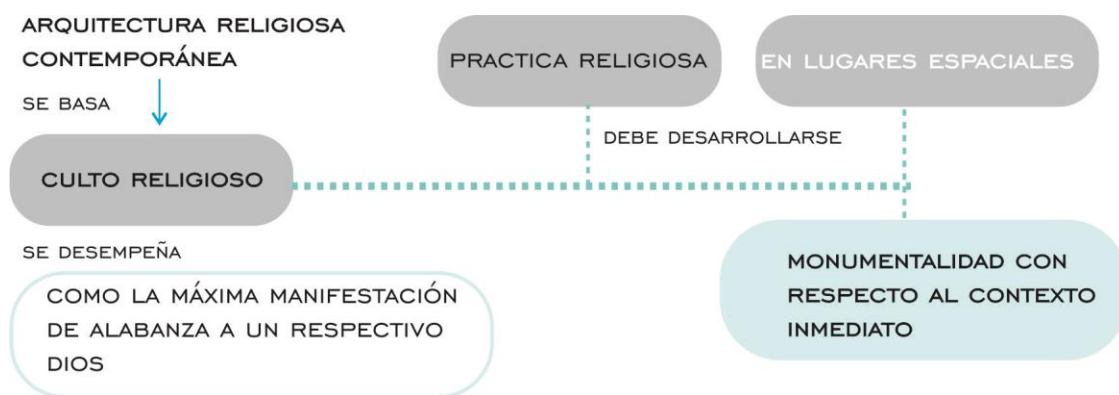 ARQUITECTURA RELIGIOSA
CONTEMPORÁNEA
SE BASA
CULTO RELIGIOSO
SE DESEMPEÑA
COMO LA MÁXIMA MANIFESTACIÓN
DE ALABANZA A UN RESPECTIVO
DIOS
PRACTICA RELIGIOSA
DEBE DESARROLLARSE
EN LUGARES ESPACIALES
MONUMENTALIDAD CON
RESPECTO AL CONTEXTO
INMEDIATO